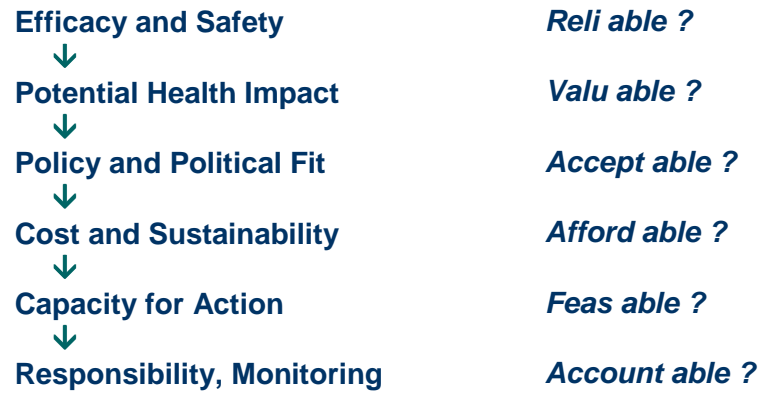 Efficacy and Safety Reli able ?
Potential Health Impact Valu able ?
Policy and Political Fit Accept able ?
Cost and Sustainability Afford able ?
Capacity for Action Feas able ?
Responsibility, Monitoring Account able ?